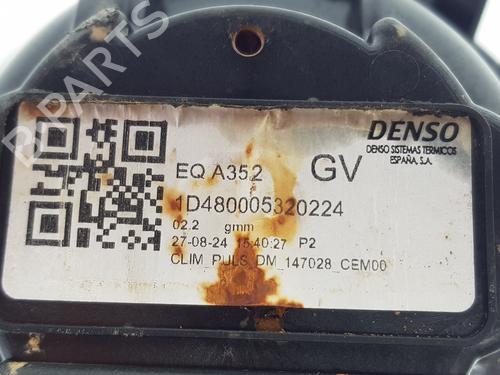 B-PARTS
DENSO
DENSO SISTEMAS TERMICOS
ESPAÑA, S.A.
EQ A352 GV
1D480005320224
02.2 gmm
27-08-24 15:40:27 P2
CLIM_PULS_DM_147028_CEM00